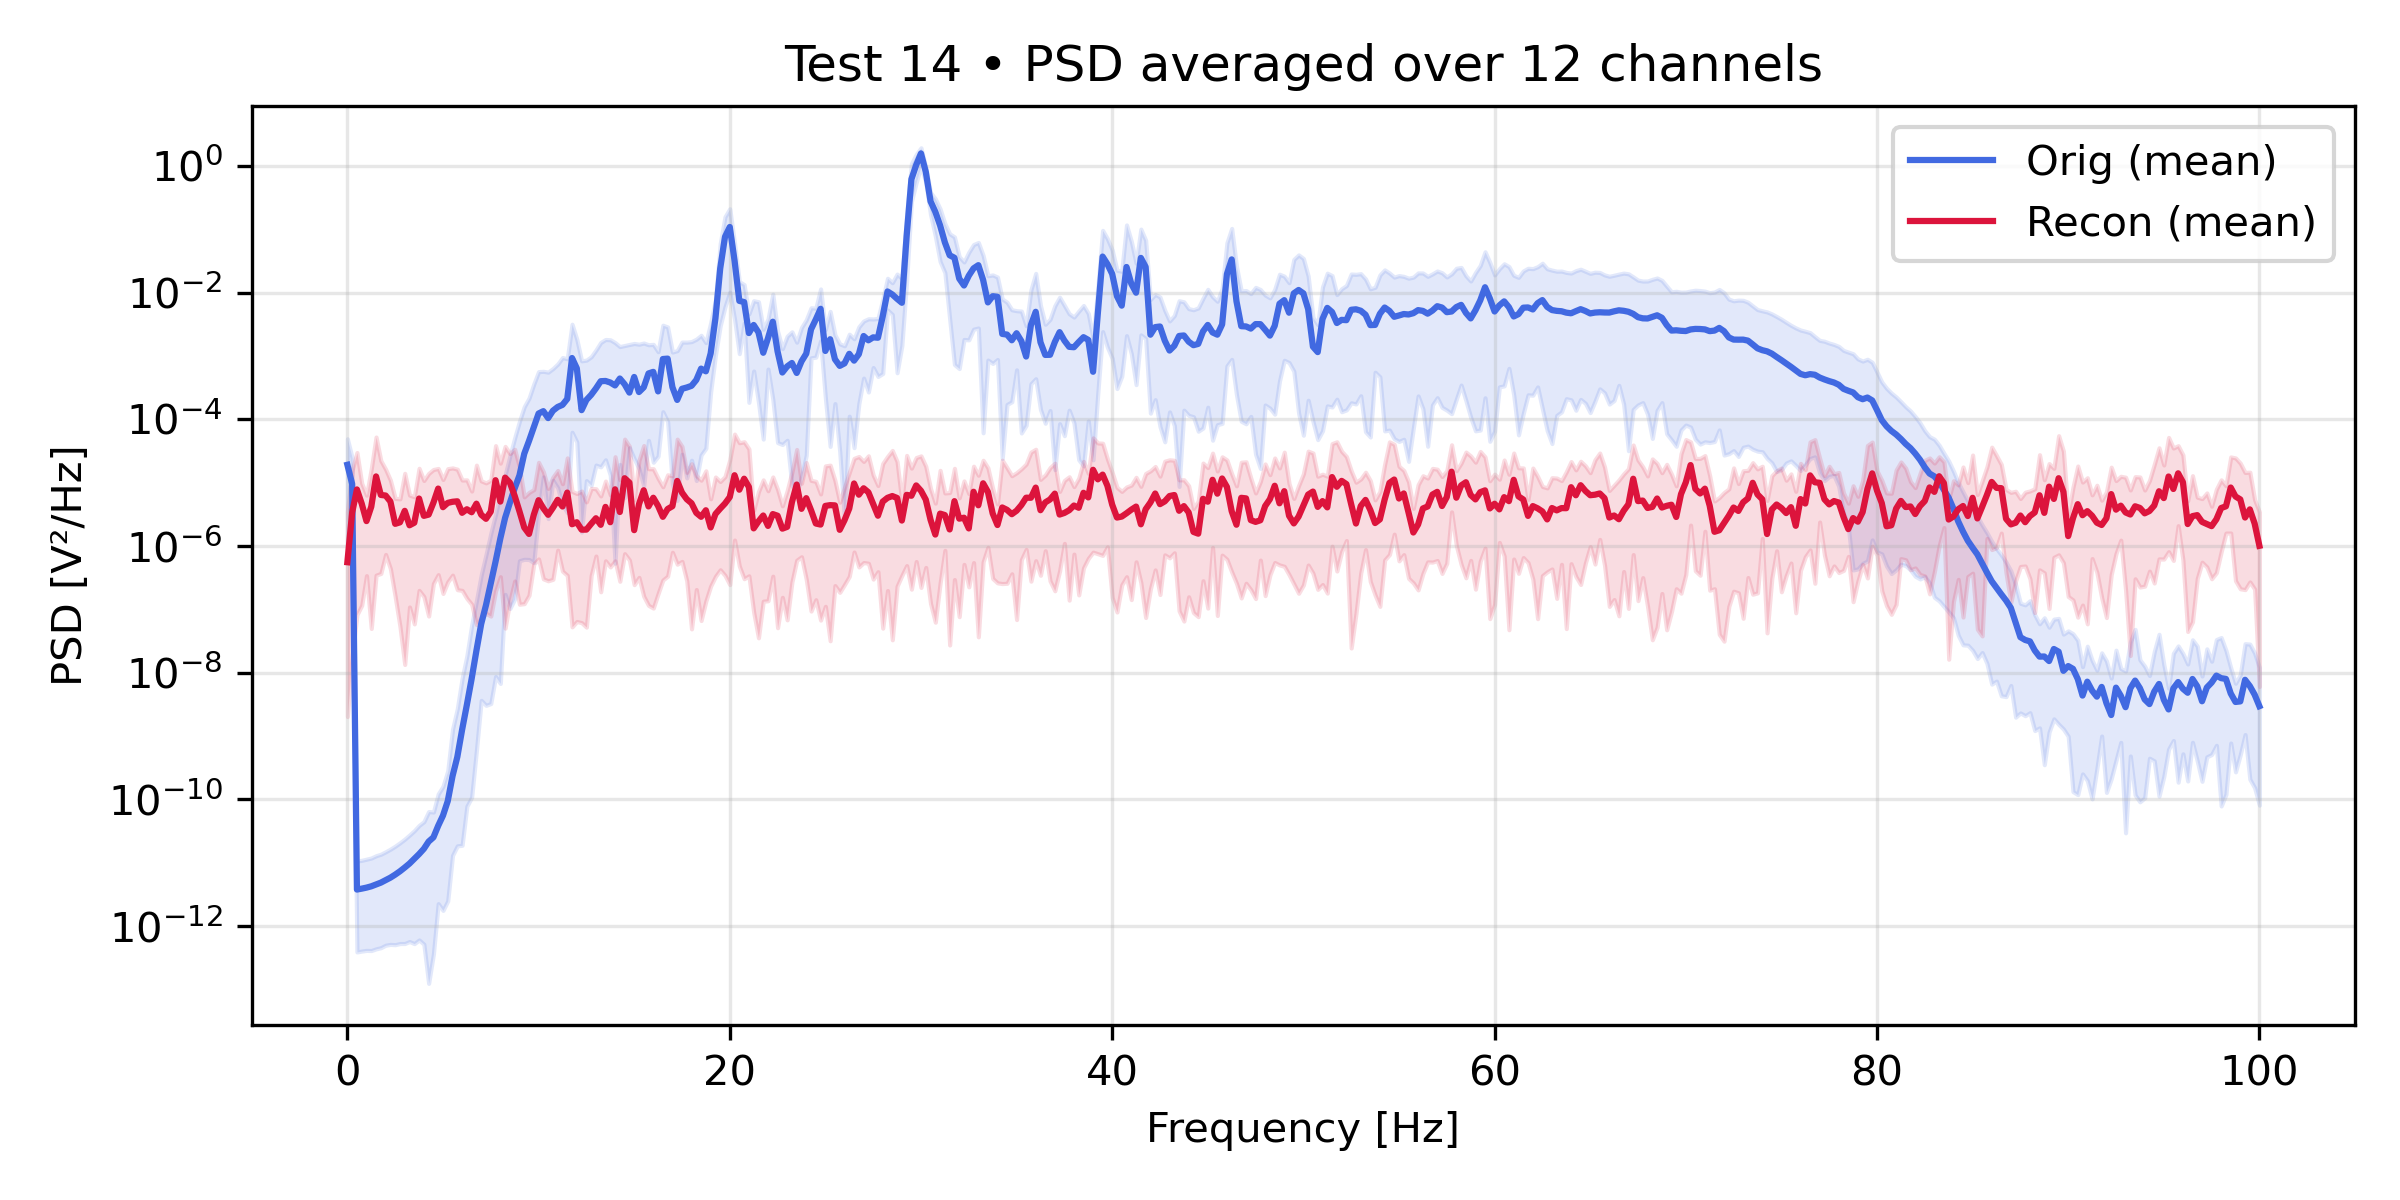 Test 14 • PSD averaged over 12 channels
Orig (mean)
Recon (mean)
PSD [V²/Hz]
10⁰
10⁻²
10⁻⁴
10⁻⁶
10⁻⁸
10⁻¹⁰
10⁻¹²
0 20 40 60 80 100
Frequency [Hz]